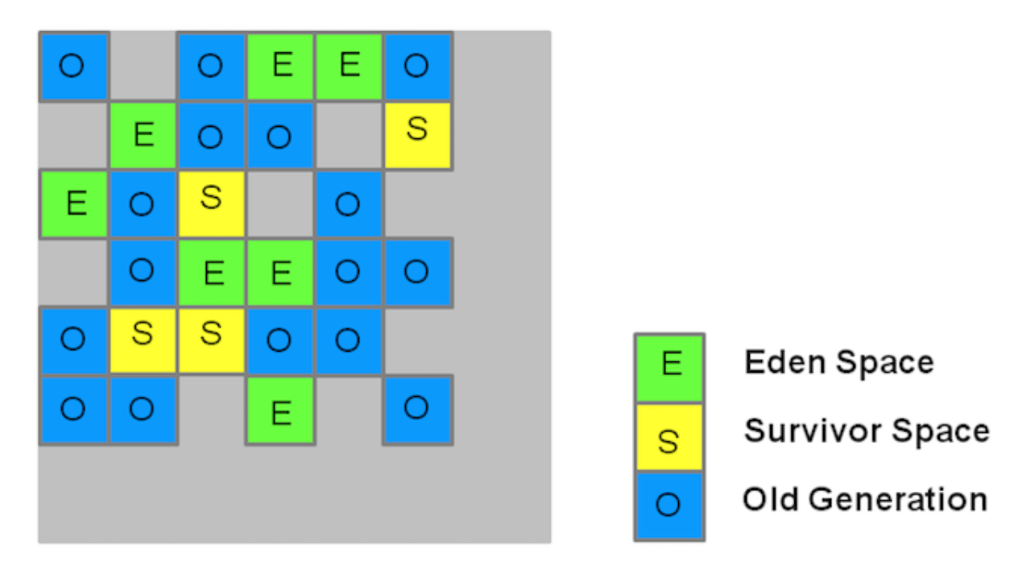 O O E E O
E O O S
E O S O
O E E O O
O S S O O
O O E O
E Eden Space
S Survivor Space
O Old Generation